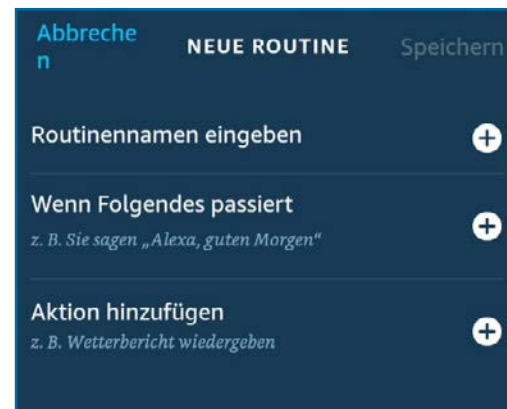 Abbreche
n
NEUE ROUTINE
Speichern
Routinennamen eingeben
Wenn Folgendes passiert
z. B. Sie sagen „Alexa, guten Morgen“
Aktion hinzufügen
z. B. Wetterbericht wiedergeben